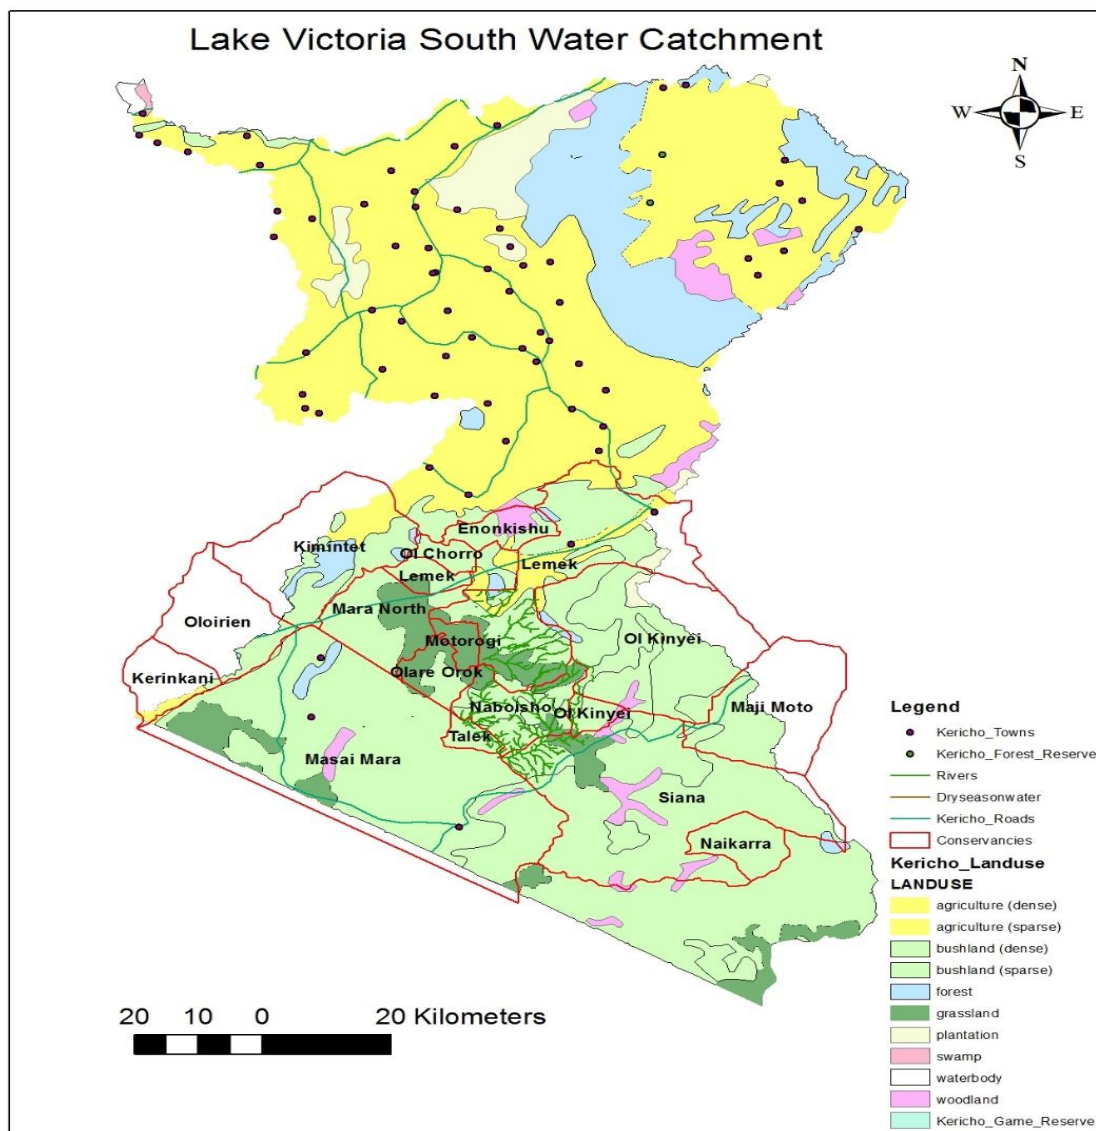 Lake Victoria South Water Catchment
N
W
E
S
Enonkishu
Kimintet
Ol Chorro
Lemek
Lemek
Mara North
Oloirien
Motorogi
Ol Kinyei
Olare Orok
Kerinkani
Naboisho
Ol Kinyei
Maji Moto
Talek
Masai Mara
Siana
Naikarra
20 10 0 20 Kilometers
Legend
Kericho_Towns
Kericho_Forest_Reserve
Rivers
Dryseasonwater
Kericho_Roads
Conservancies
Kericho_Landuse
LANDUSE
agriculture (dense)
agriculture (sparse)
bushland (dense)
bushland (sparse)
forest
grassland
plantation
swamp
waterbody
woodland
Kericho_Game_Reserve